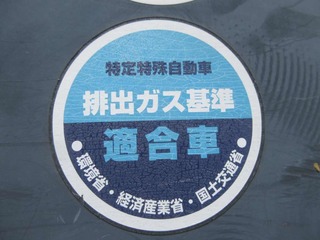 特定特殊自動車
排出ガス基準
適合車
●環境省・経済産業省・国土交通省●